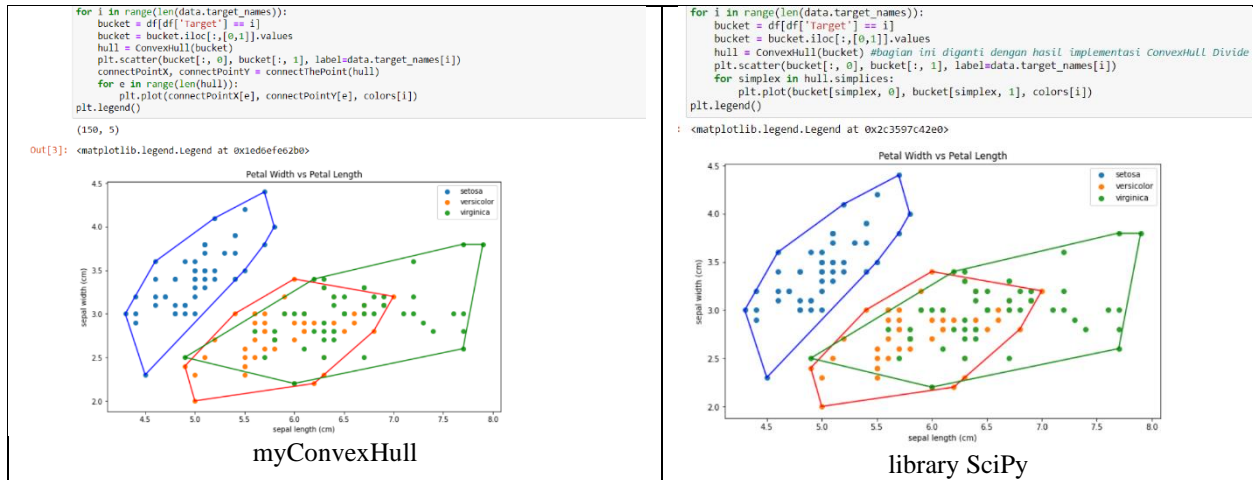 for i in range(len(data.target_names)):
bucket = df[df['Target'] == i]
bucket = bucket.iloc[:,[0,1]].values
hull = ConvexHull(bucket)
plt.scatter(bucket[:, 0], bucket[:, 1], label=data.target_names[i])
connectPointX, connectPointY = connectThePoint(hull)
for e in range(len(hull)):
plt.plot(connectPointX[e], connectPointY[e], colors[i])
plt.legend()
(150, 5)
Out[3]: <matplotlib.legend.Legend at 0x1ed6efe62b0>
Petal Width vs Petal Length
setosa
versicolor
virginica
sepal width (cm)
4.5
4.0
3.5
3.0
2.5
2.0
4.5 5.0 5.5 6.0 6.5 7.0 7.5 8.0
sepal length (cm)
myConvexHull
for i in range(len(data.target_names)):
bucket = df[df['Target'] == i]
bucket = bucket.iloc[:,[0,1]].values
hull = ConvexHull(bucket) #bagian ini diganti dengan hasil implementasi ConvexHull Divide
plt.scatter(bucket[:, 0], bucket[:, 1], label=data.target_names[i])
for simplex in hull.simplices:
plt.plot(bucket[simplex, 0], bucket[simplex, 1], colors[i])
plt.legend()
: <matplotlib.legend.Legend at 0x2c3597c42e0>
Petal Width vs Petal Length
setosa
versicolor
virginica
sepal width (cm)
4.5
4.0
3.5
3.0
2.5
2.0
4.5 5.0 5.5 6.0 6.5 7.0 7.5 8.0
sepal length (cm)
library SciPy